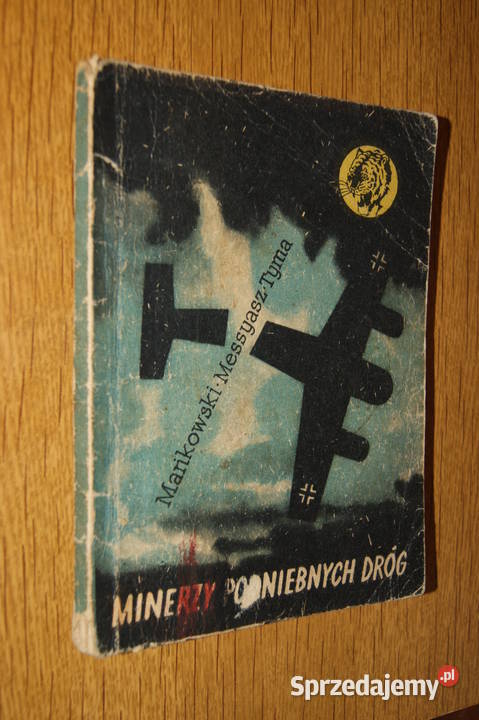 Mańkowski · Messyasz · Tyma
MINERZY PODNIEBNYCH DRÓG
Sprzedajemy.pl